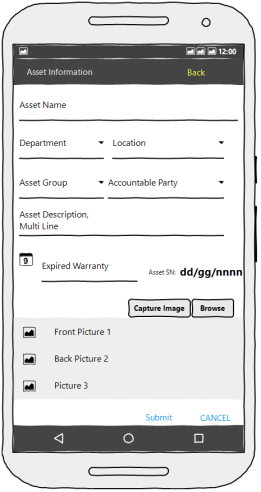 12:00
Asset Information Back
Asset Name
Department Location
Asset Group Accountable Party
Asset Description,
Multi Line
9 Expired Warranty Asset SN: dd/gg/nnnn
Capture Image Browse
Front Picture 1
Back Picture 2
Picture 3
Submit CANCEL